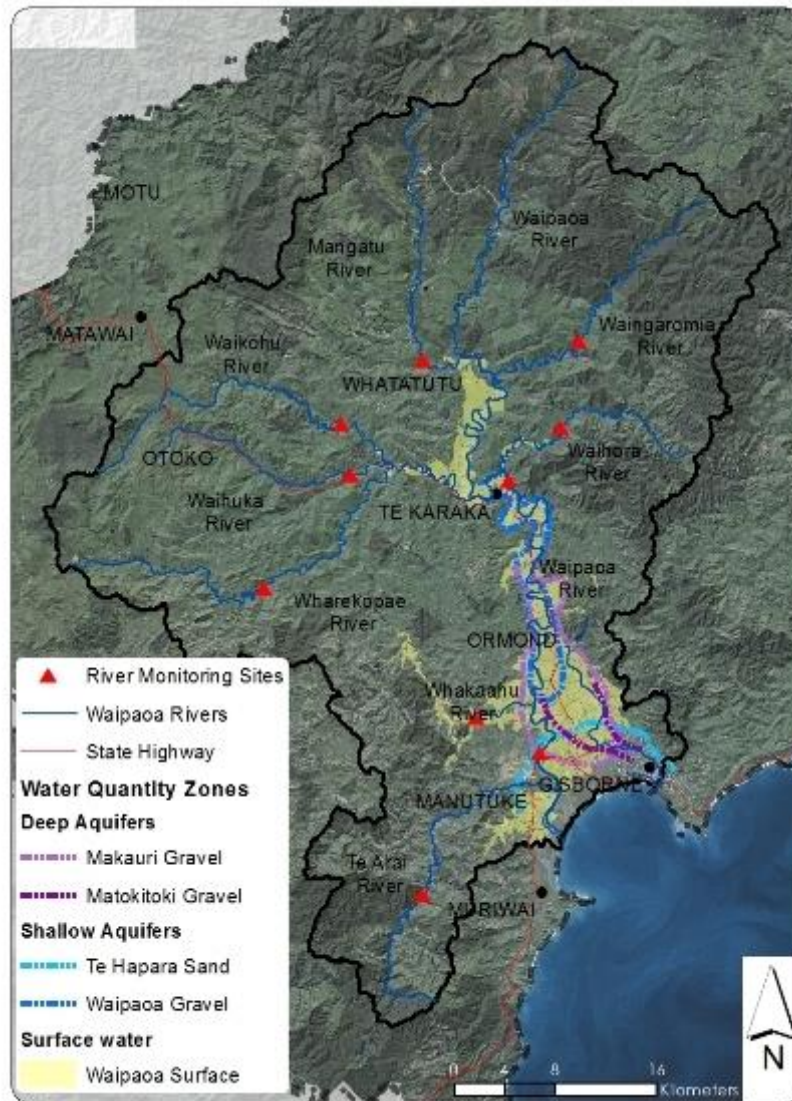 MOTU
Waipaoa
River
Mangatu
River
MATAWAI
Waingaromia
River
Waikohu
River
WHATATUTU
OTOKO
Waihora
River
Waihuka
River
TE KARAKA
Waipaoa
River
Wharekopae
River
ORMOND
Whakaahu
River
GISBORNE
MANUTUKE
Te Arai
River
MURIWAI
River Monitoring Sites
Waipaoa Rivers
State Highway
Water Quantity Zones
Deep Aquifers
Makauri Gravel
Matokitoki Gravel
Shallow Aquifers
Te Hapara Sand
Waipaoa Gravel
Surface water
Waipaoa Surface
0 4 8 16
Kilometers
N